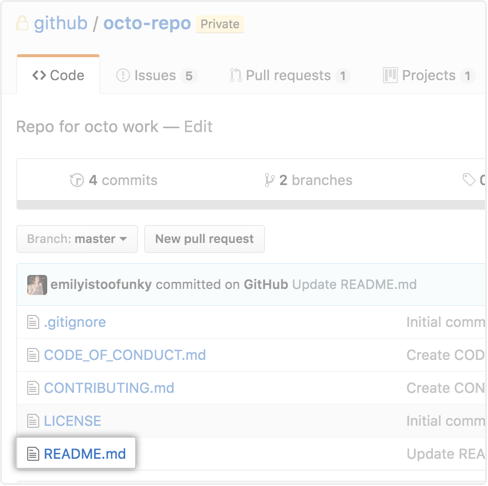 github / octo-repo Private
Code Issues 5 Pull requests 1 Projects 1
Repo for octo work — Edit
4 commits 2 branches
Branch: master New pull request
emilyistoofunky committed on GitHub Update README.md
.gitignore Initial comm
CODE_OF_CONDUCT.md Create COD
CONTRIBUTING.md Create CON
LICENSE Initial comm
README.md Update REA